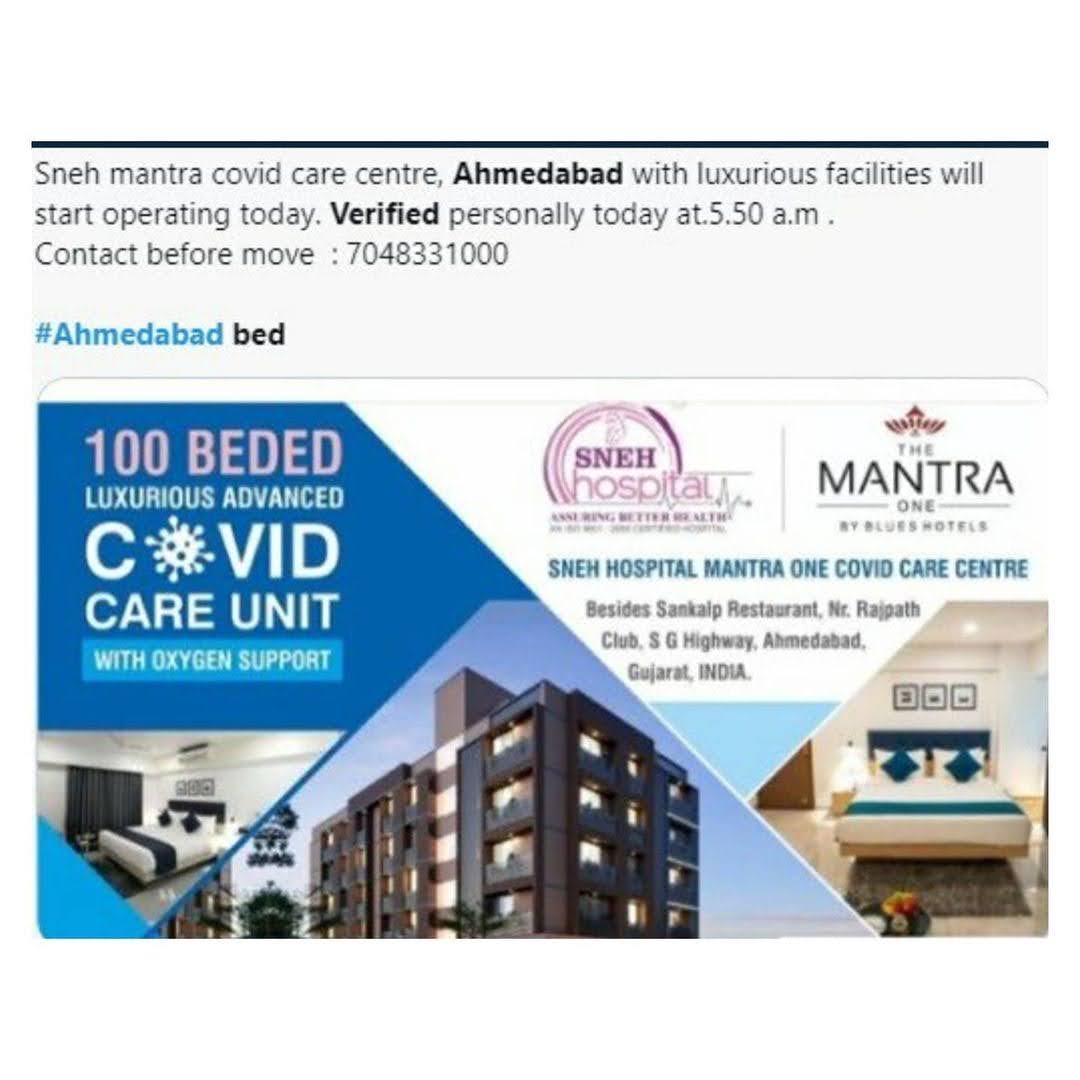 Sneh mantra covid care centre, Ahmedabad with luxurious facilities will
start operating today. Verified personally today at.5.50 a.m .
Contact before move : 7048331000
#Ahmedabad bed
100 BEDED
LUXURIOUS ADVANCED
COVID
CARE UNIT
WITH OXYGEN SUPPORT
SNEH
hospital
ASSURING BETTER HEALTH
THE
MANTRA
ONE
BY BLUES HOTELS
SNEH HOSPITAL MANTRA ONE COVID CARE CENTRE
Besides Sankalp Restaurant, Nr. Rajpath
Club, S G Highway, Ahmedabad,
Gujarat, INDIA.